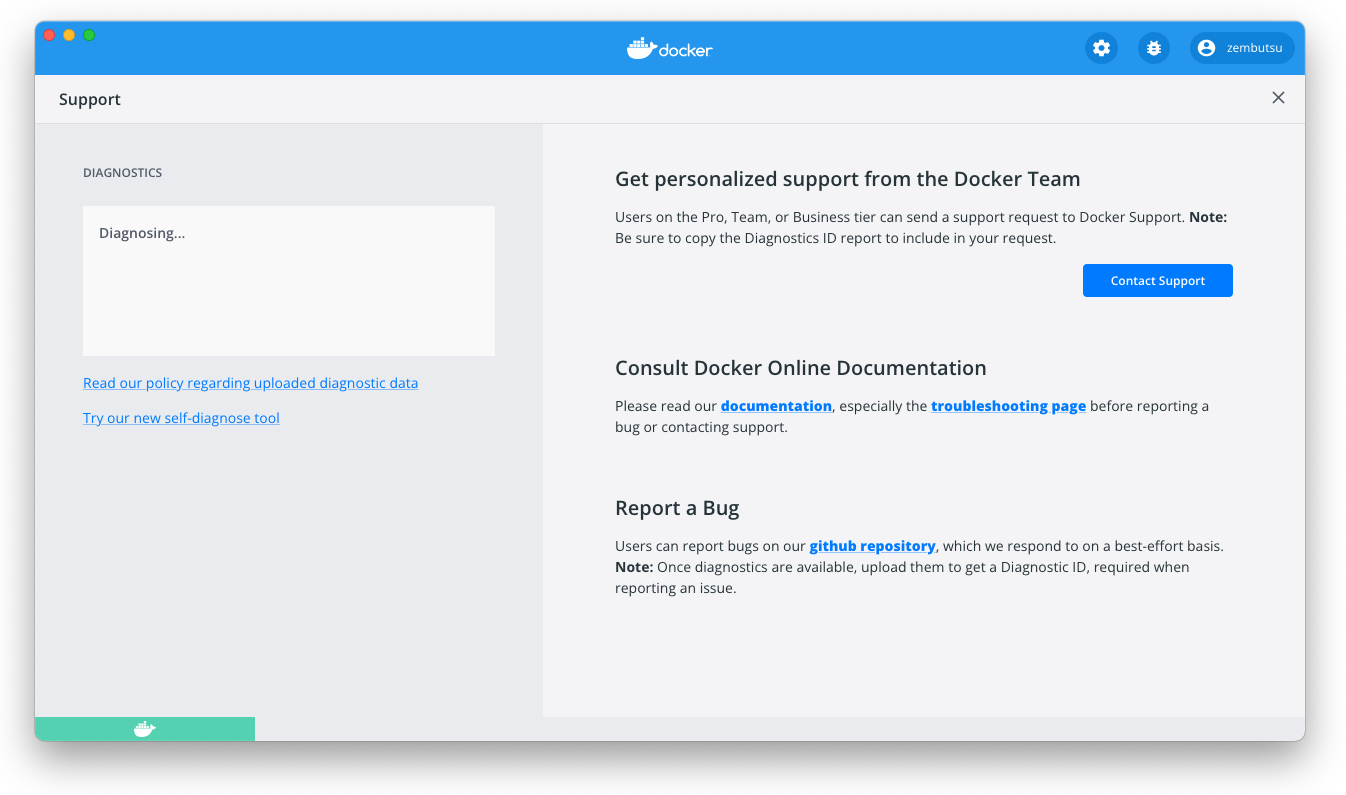 docker
zembutsu
Support
DIAGNOSTICS
Diagnosing...
Read our policy regarding uploaded diagnostic data
Try our new self-diagnose tool
Get personalized support from the Docker Team
Users on the Pro, Team, or Business tier can send a support request to Docker Support. Note:
Be sure to copy the Diagnostics ID report to include in your request.
Contact Support
Consult Docker Online Documentation
Please read our documentation, especially the troubleshooting page before reporting a
bug or contacting support.
Report a Bug
Users can report bugs on our github repository, which we respond to on a best-effort basis.
Note: Once diagnostics are available, upload them to get a Diagnostic ID, required when
reporting an issue.